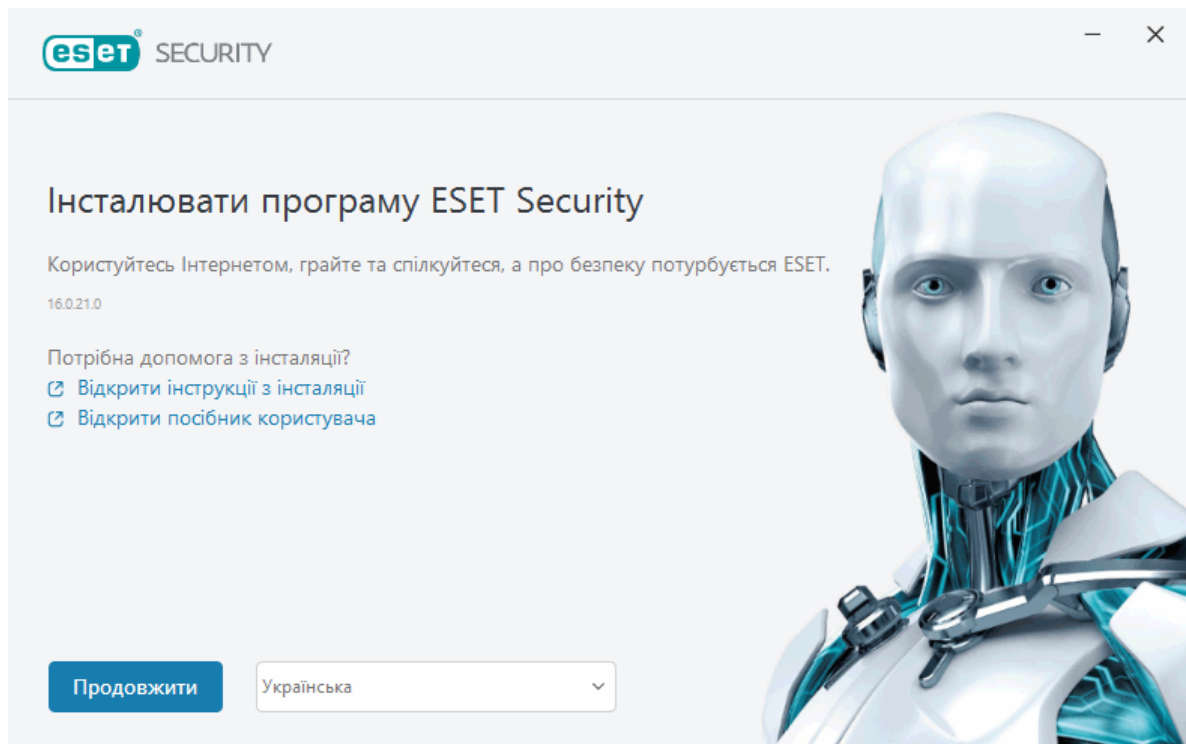 eset® SECURITY
Інсталювати програму ESET Security
Користуйтесь Інтернетом, грайте та спілкуйтеся, а про безпеку потурбується ESET.
16.0.21.0
Потрібна допомога з інсталяції?
Відкрити інструкції з інсталяції
Відкрити посібник користувача
Продовжити
Українська